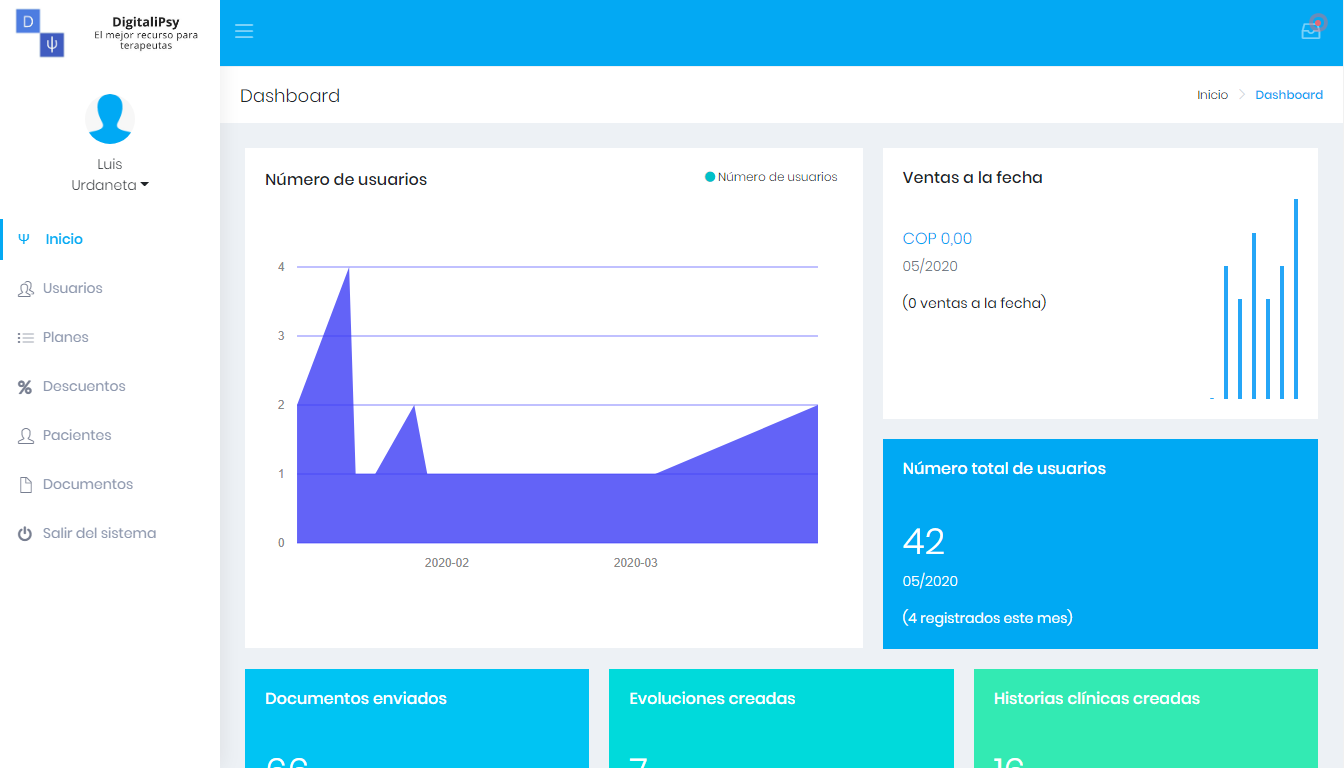 D
ψ
DigitaliPsy
El mejor recurso para
terapeutas
Luis
Urdaneta
Ψ Inicio
Usuarios
Planes
Descuentos
Pacientes
Documentos
Salir del sistema
Dashboard
Inicio > Dashboard
Número de usuarios
Número de usuarios
4
3
2
1
0
2020-02 2020-03
Ventas a la fecha
COP 0,00
05/2020
(0 ventas a la fecha)
Número total de usuarios
42
05/2020
(4 registrados este mes)
Documentos enviados
66
Evoluciones creadas
7
Historias clínicas creadas
16